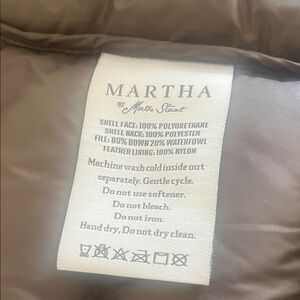 MARTHA
BY Martha Stewart
SHELL FACE: 100% POLYURETHANE
SHELL BACK: 100% POLYESTER
FILL: 80% DOWN 20% WATERFOWL
FEATHER LINING: 100% NYLON
Machine wash cold inside out
separately. Gentle cycle.
Do not use softener.
Do not bleach.
Do not iron.
Hand dry, Do not dry clean.